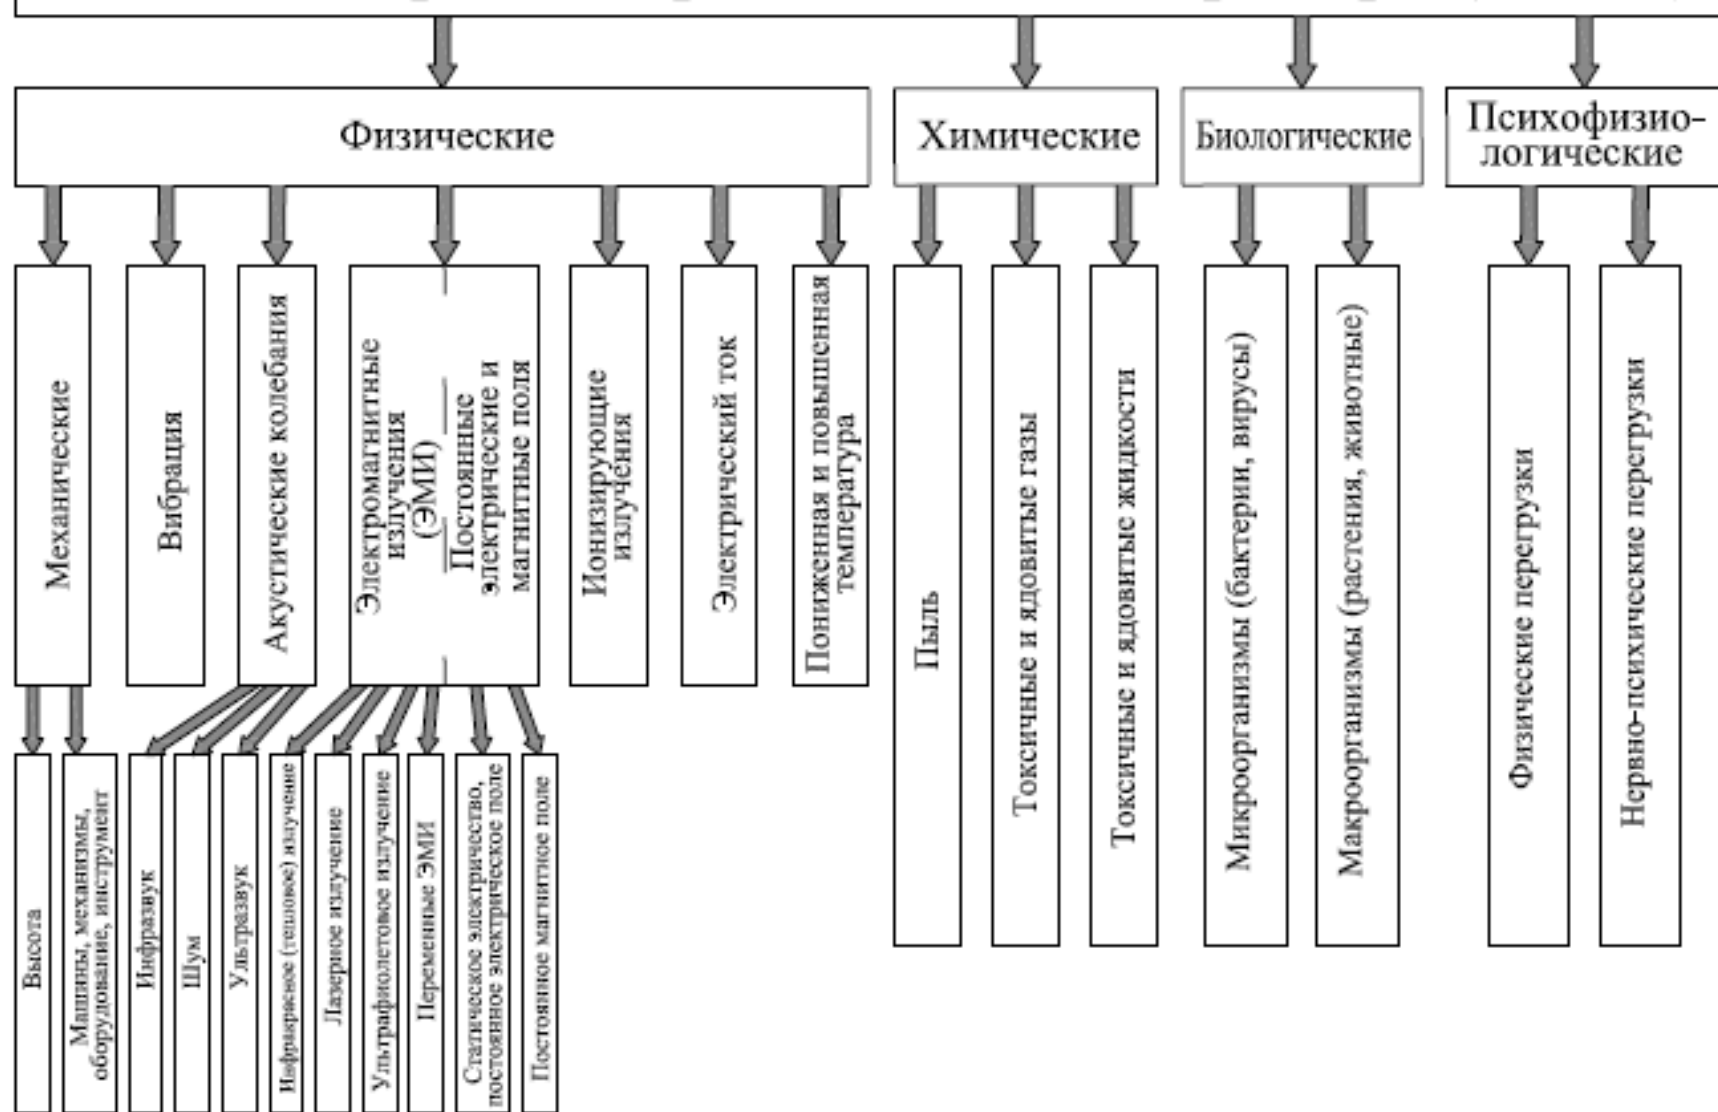 Физические
Химические
Биологические
Психофизио-
логические
Механические
Вибрация
Акустические колебания
Электромагнитные
излучения
(ЭМИ)
Постоянные
электрические и
магнитные поля
Ионизирующие
излучения
Электрический ток
Пониженная и повышенная
температура
Пыль
Токсичные и ядовитые газы
Токсичные и ядовитые жидкости
Микроорганизмы (бактерии, вирусы)
Макроорганизмы (растения, животные)
Физические перегрузки
Нервно-психические перегрузки
Высота
Машины, механизмы,
оборудование, инструмент
Инфразвук
Шум
Ультразвук
Инфракрасное (тепловое) излучение
Лазерное излучение
Ультрафиолетовое излучение
Переменные ЭМИ
Статическое электричество,
постоянное электрическое поле
Постоянное магнитное поле